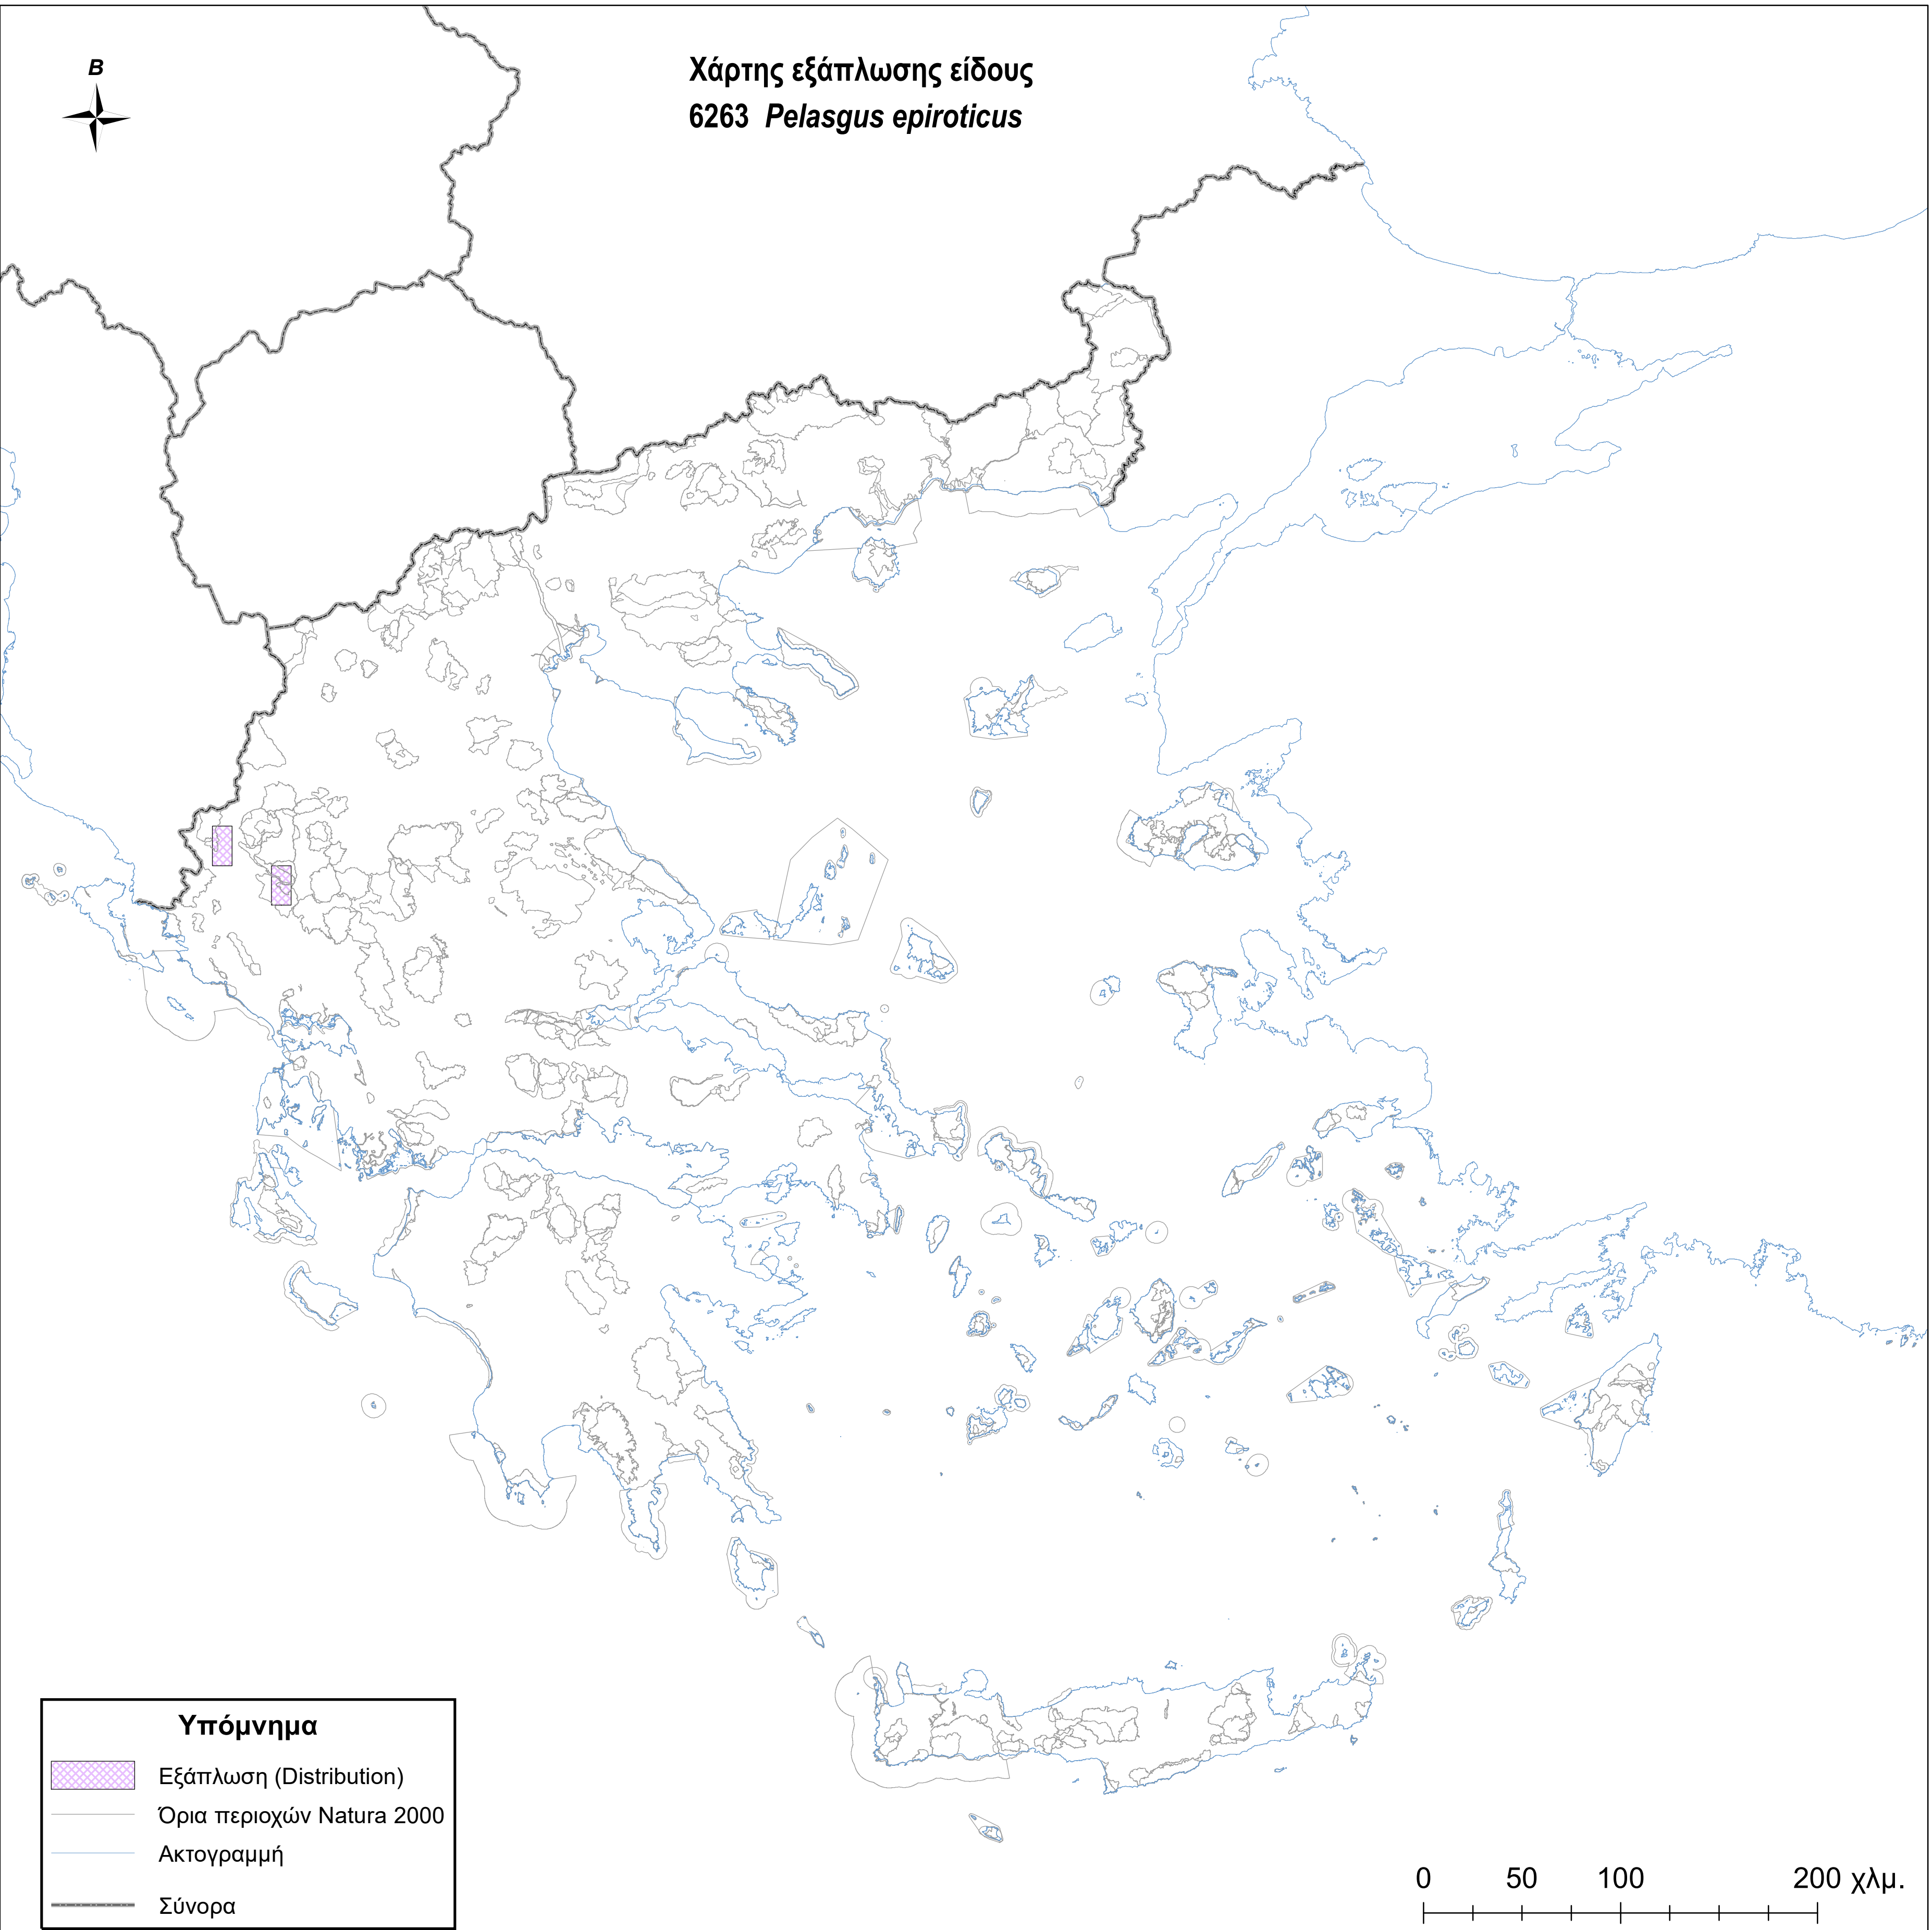 B
Χάρτης εξάπλωσης είδους
6263 Pelasgus epiroticus
Υπόμνημα
Εξάπλωση (Distribution)
Όρια περιοχών Natura 2000
Ακτογραμμή
Σύνορα
0 50 100 200 χλμ.